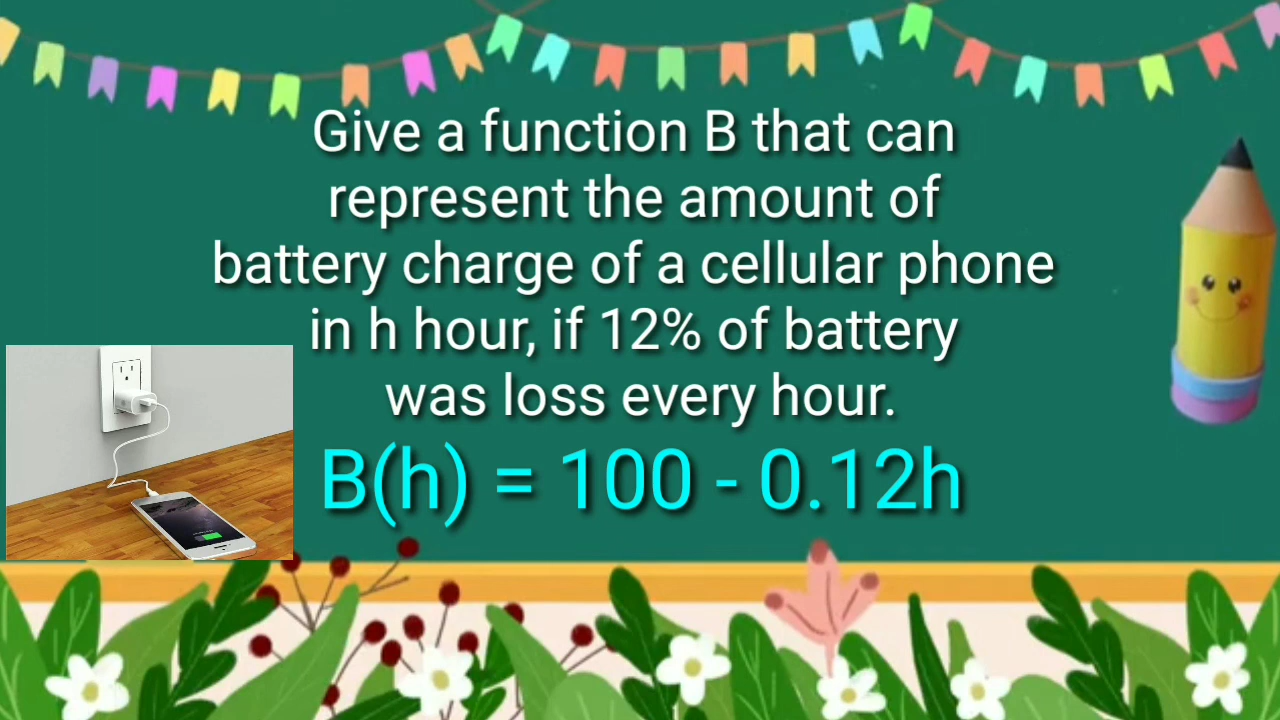 Give a function B that can
represent the amount of
battery charge of a cellular phone
in h hour, if 12% of battery
was loss every hour.
B(h) = 100 - 0.12h